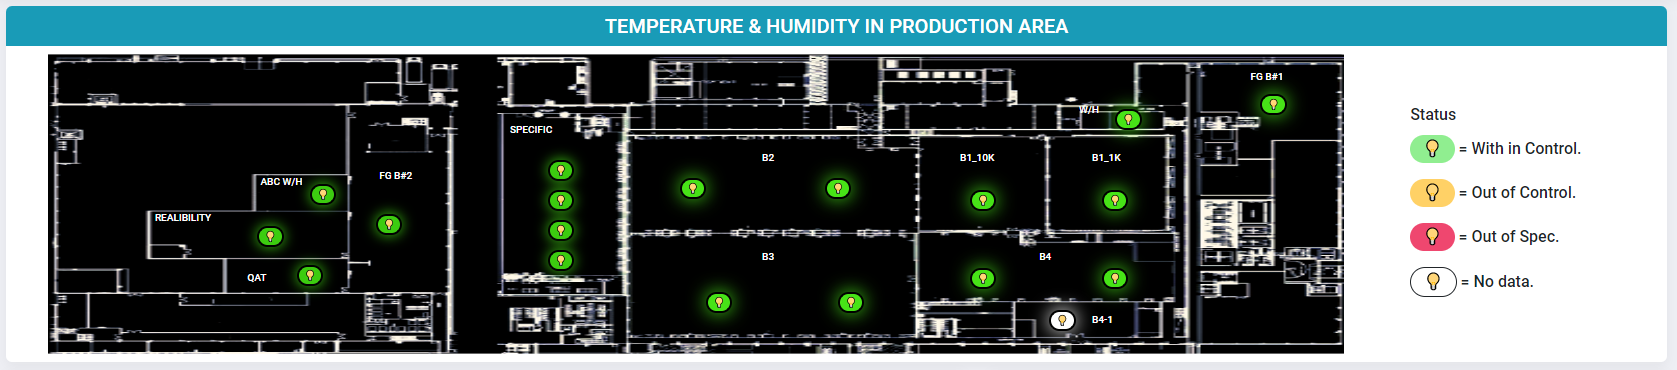 TEMPERATURE & HUMIDITY IN PRODUCTION AREA
FG B#1
W/H
SPECIFIC
B2
B1_10K
B1_1K
FG B#2
ABC W/H
REALIBILITY
QAT
B3
B4
B4-1
Status
= With in Control.
= Out of Control.
= Out of Spec.
= No data.